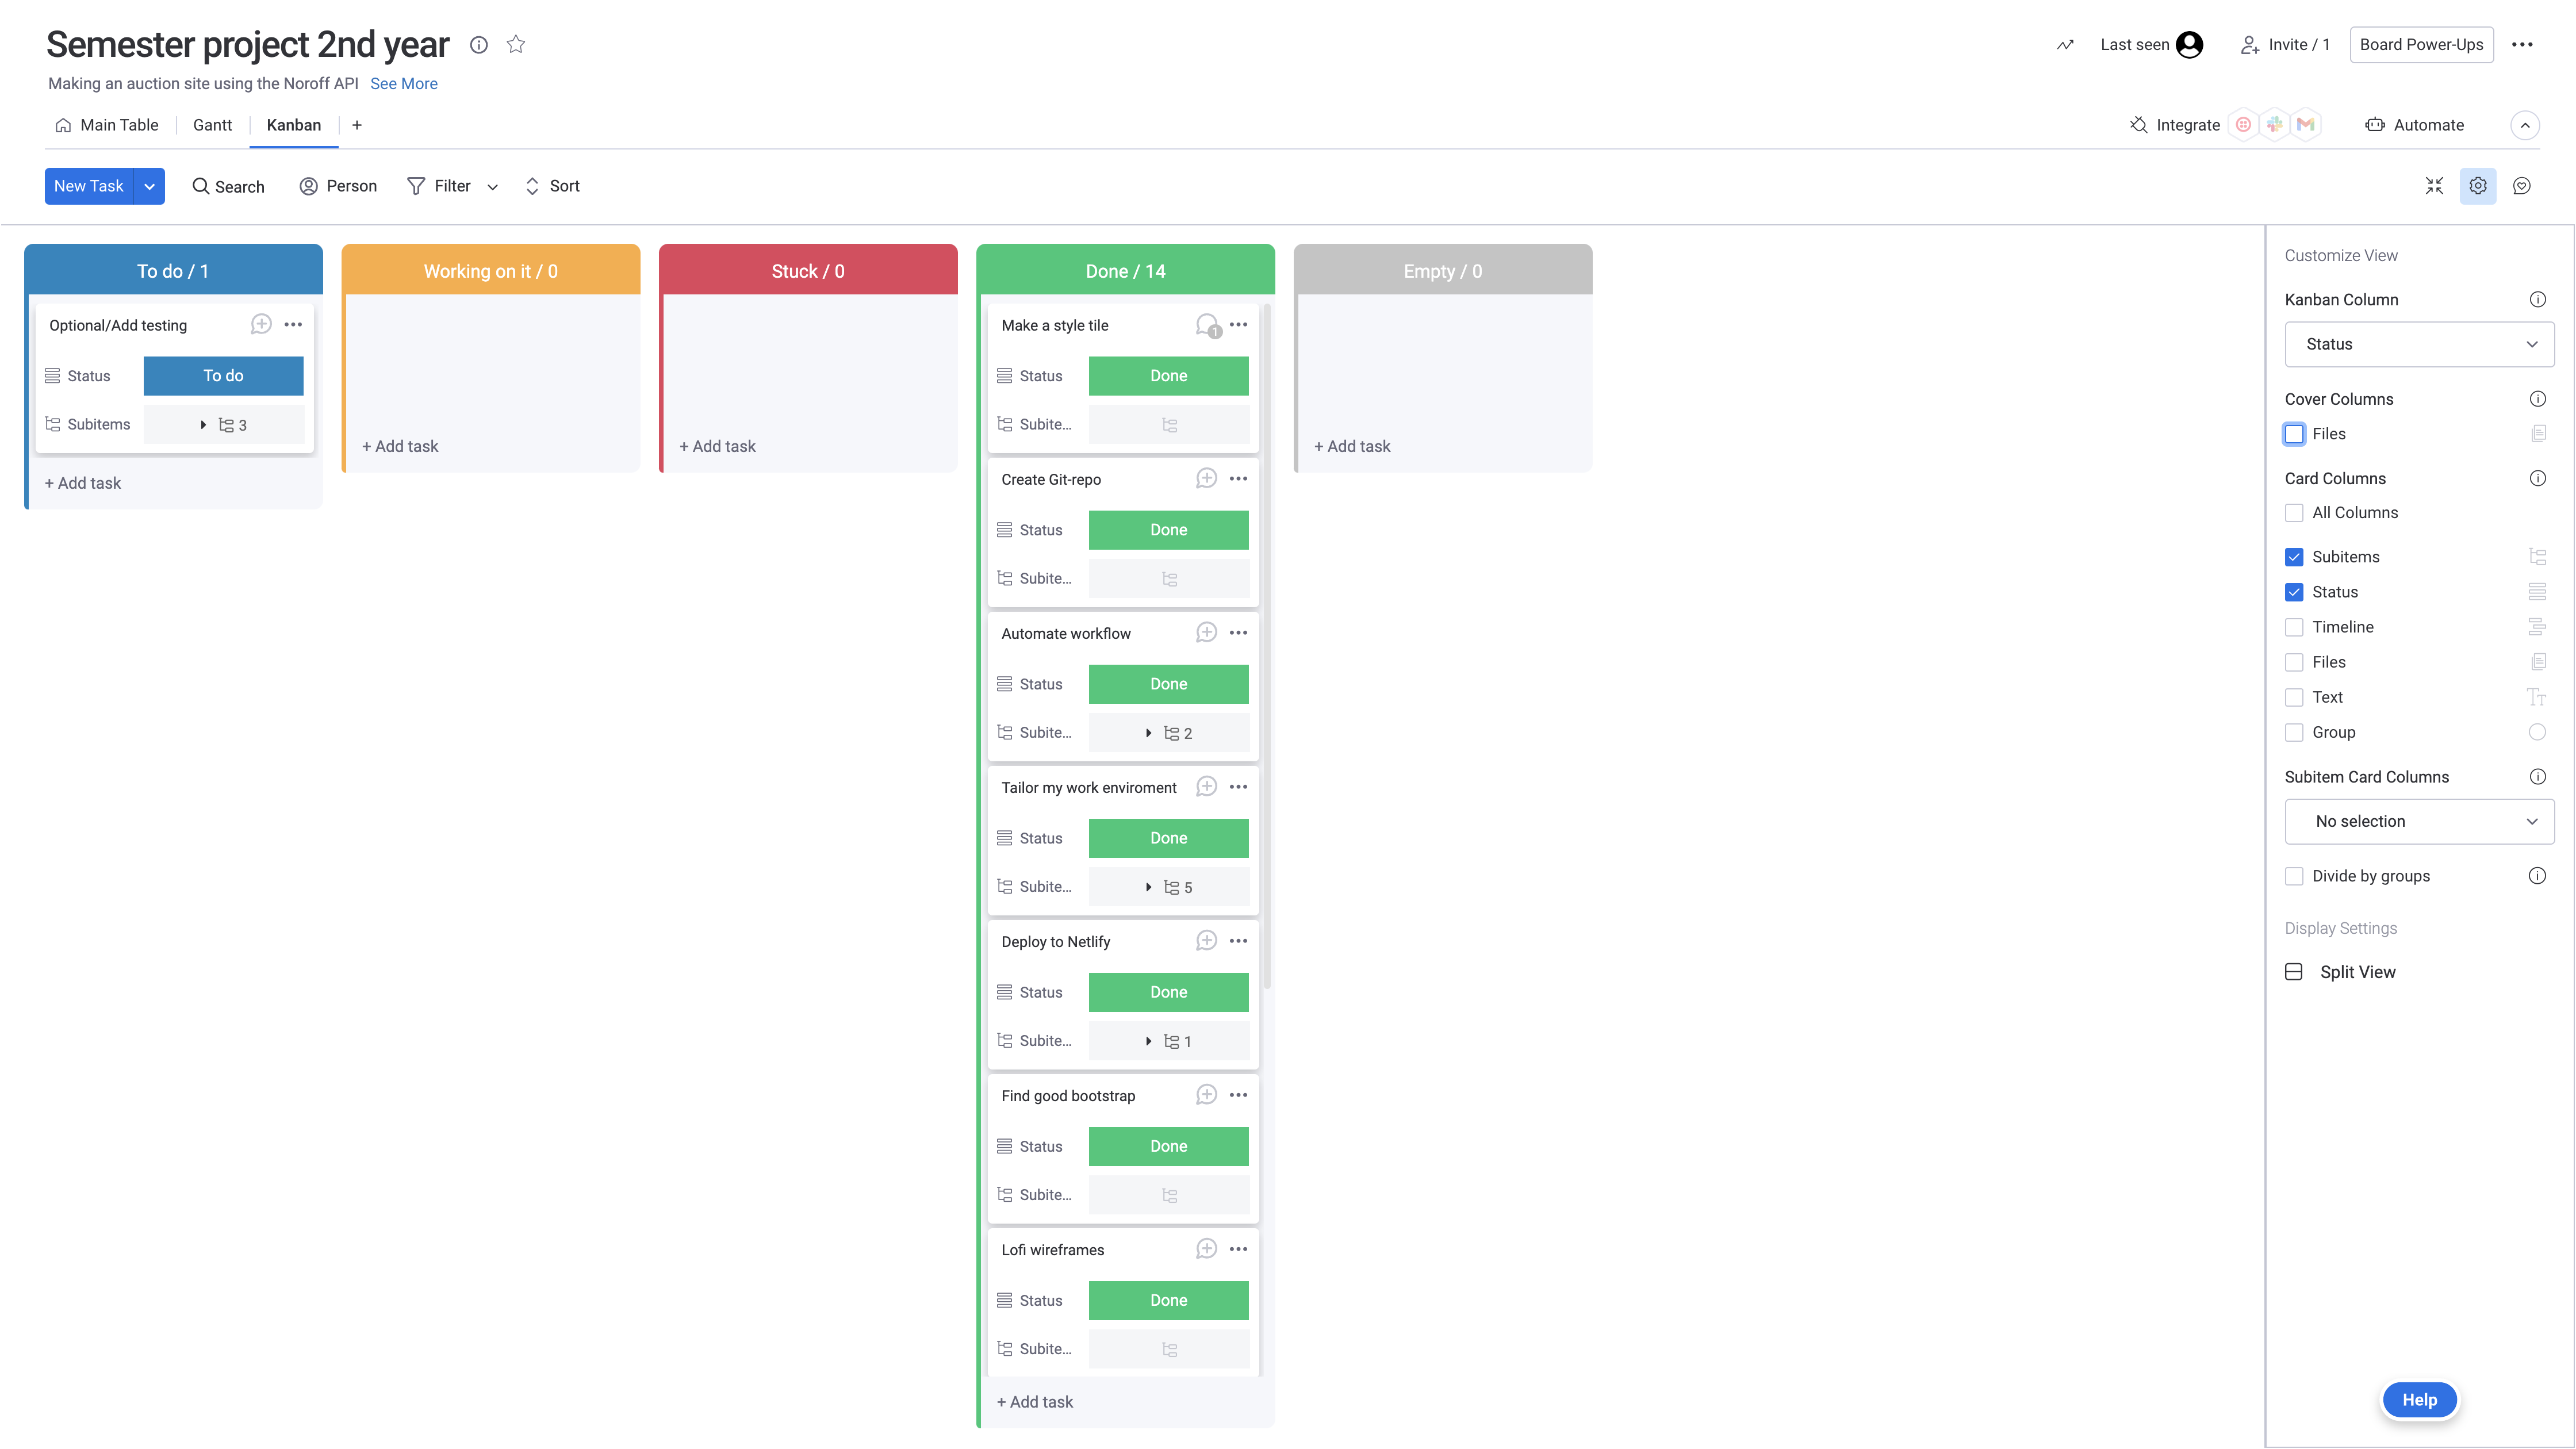 Semester project 2nd year
Last seen
Invite / 1
Board Power-Ups
Making an auction site using the Noroff API See More
Main Table
Gantt
Kanban
+
Integrate
Automate
New Task
Search
Person
Filter
Sort
To do / 1
Optional/Add testing
Status
To do
Subitems
3
+ Add task
Working on it / 0
+ Add task
Stuck / 0
+ Add task
Done / 14
Make a style tile
1
Status
Done
Subite...
Create Git-repo
Status
Done
Subite...
Automate workflow
Status
Done
Subite...
2
Tailor my work enviroment
Status
Done
Subite...
5
Deploy to Netlify
Status
Done
Subite...
1
Find good bootstrap
Status
Done
Subite...
Lofi wireframes
Status
Done
Subite...
+ Add task
Empty / 0
+ Add task
Customize View
Kanban Column
Status
Cover Columns
Files
Card Columns
All Columns
Subitems
Status
Timeline
Files
Text
Group
Subitem Card Columns
No selection
Divide by groups
Display Settings
Split View
Help